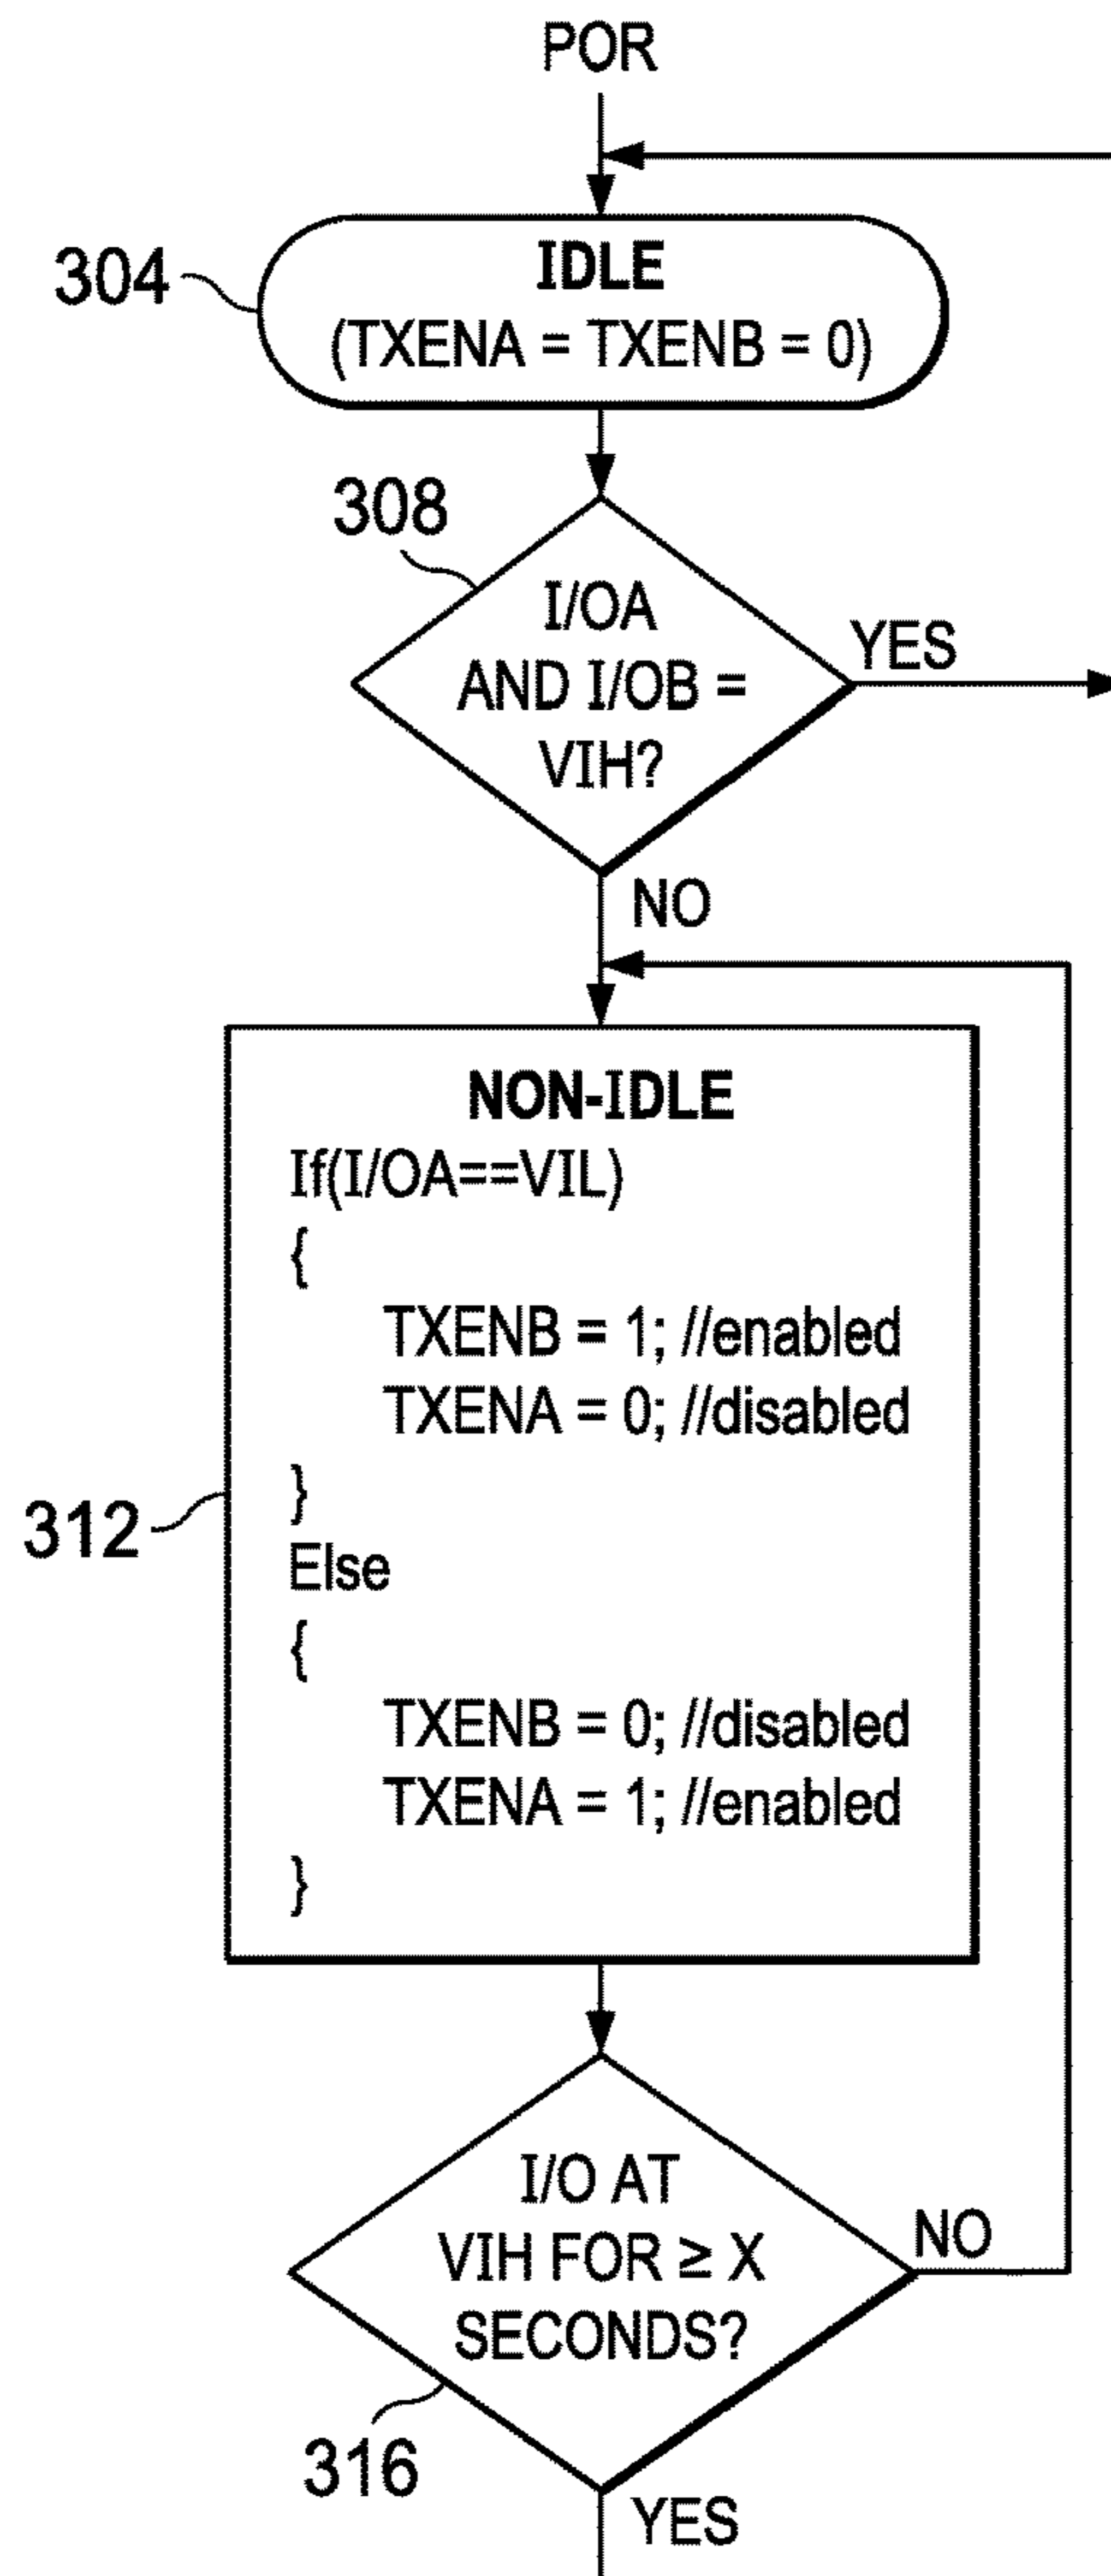 POR
304
IDLE
(TXENA = TXENB = 0)
308
I/OA
AND I/OB =
VIH?
YES
NO
312
NON-IDLE
If(I/OA==VIL)
{
TXENB = 1; //enabled
TXENA = 0; //disabled
}
Else
{
TXENB = 0; //disabled
TXENA = 1; //enabled
}
I/O AT
VIH FOR ≥ X
SECONDS?
NO
316
YES